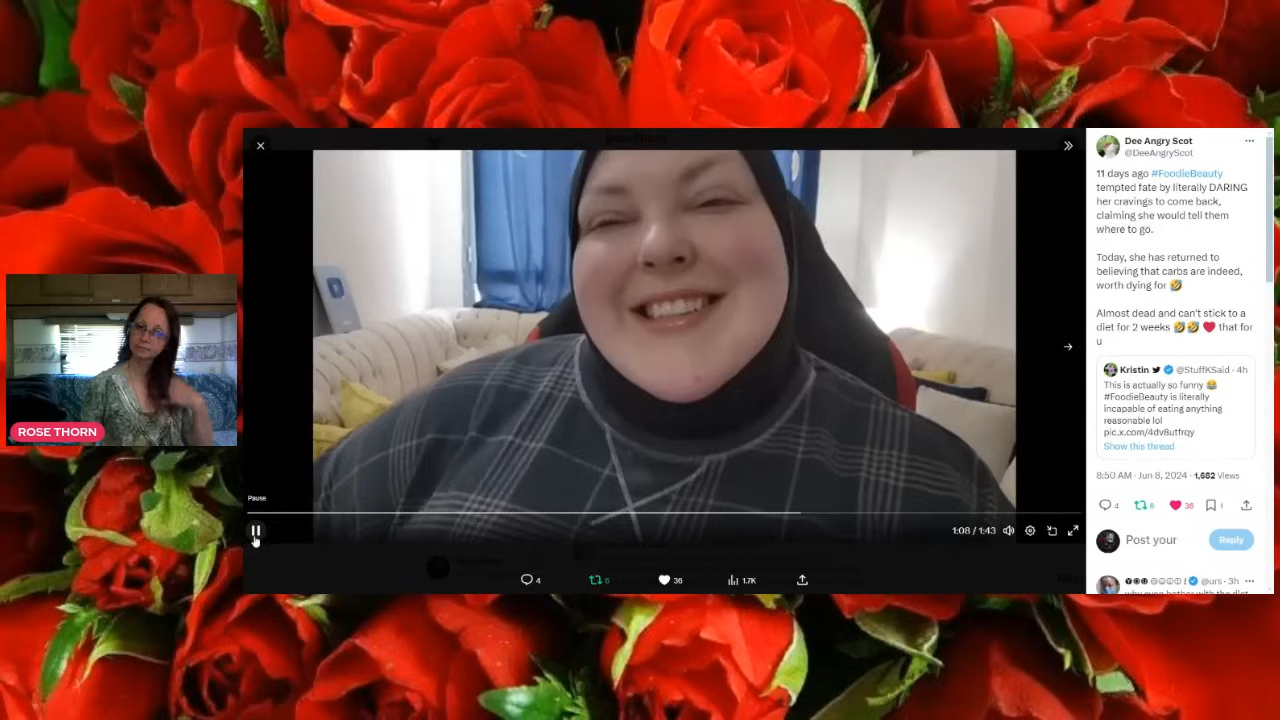 Dee Angry Scot
@DeeAngryScot
11 days ago #FoodieBeauty
tempted fate by literally DARING
her cravings to come back,
claiming she would tell them
where to go.
Today, she has returned to
believing that carbs are indeed,
worth dying for 🤣
Almost dead and can't stick to a
diet for 2 weeks 🤣🤣 ❤️ that for
u
Kristin @StuffKSaid · 4h
This is actually so funny 😂
#FoodieBeauty is literally
incapable of eating anything
reasonable lol
pic.x.com/4dv8utfrqy
Show this thread
8:50 AM · Jun 8, 2024 · 1,682 Views
4 6 36 1
Post your Reply
@urs · 3h
ROSE THORN
Pause
1:08 / 1:43
4 6 36 1.7K